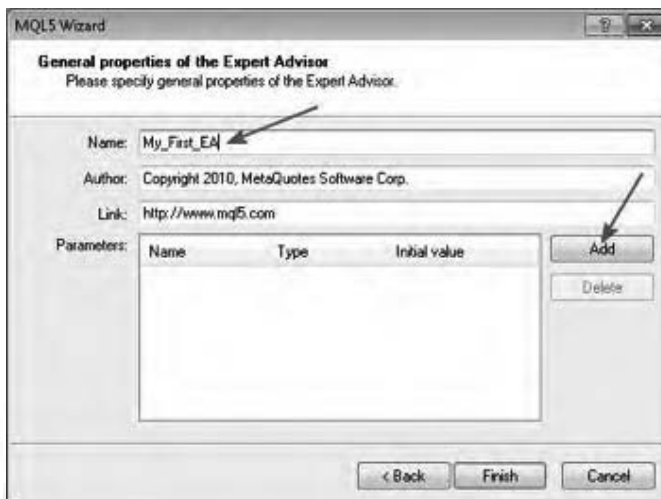 MQL5 Wizard
General properties of the Expert Advisor
Please specify general properties of the Expert Advisor.
Name: My_First_EA
Author: Copyright 2010, MetaQuotes Software Corp.
Link: http://www.mql5.com
Parameters: Name Type Initial value
Add
Delete
< Back Finish Cancel